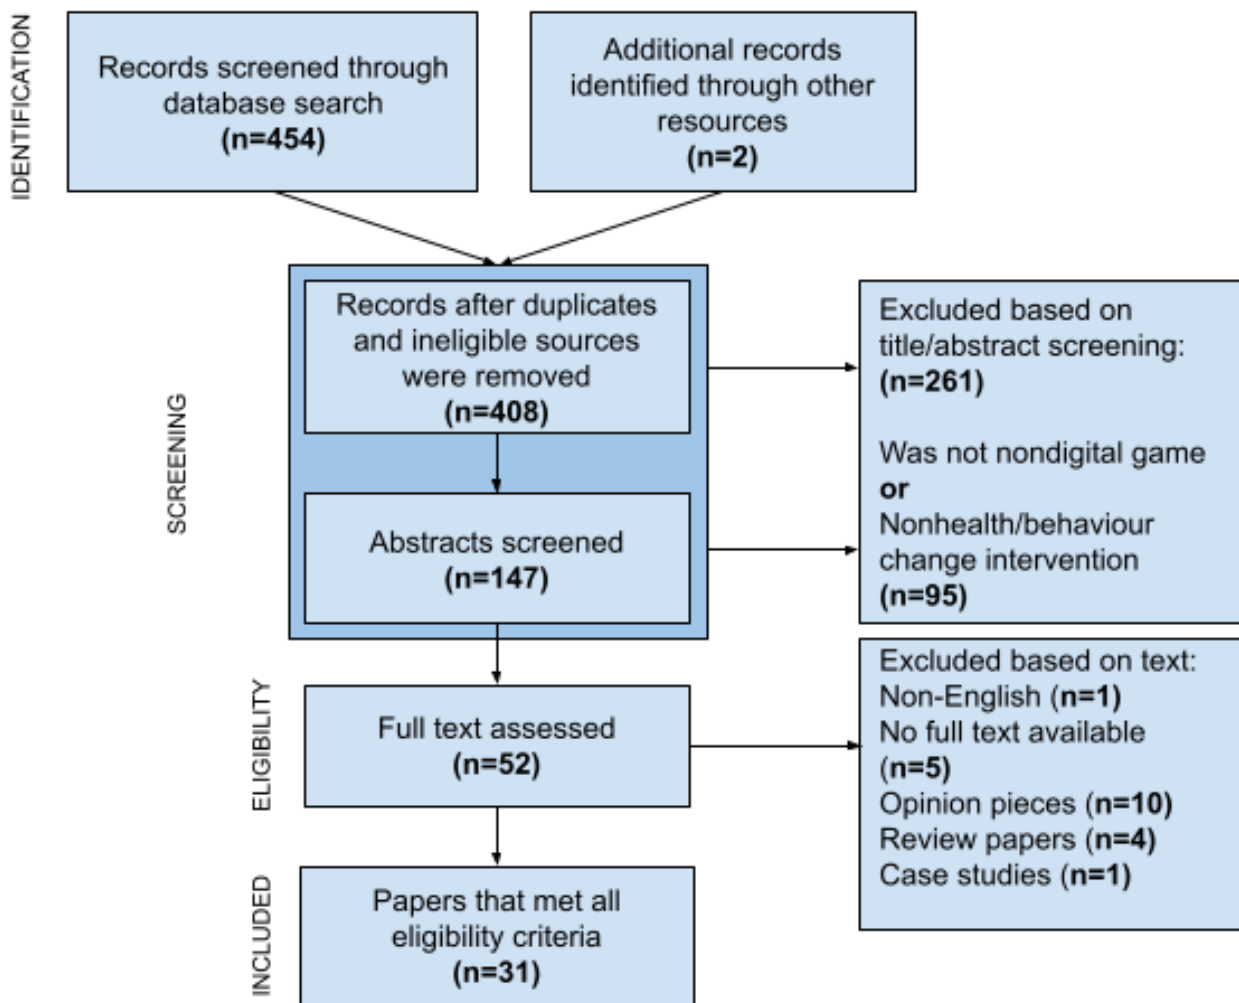 IDENTIFICATION
Records screened through
database search
(n=454)
Additional records
identified through other
resources
(n=2)
SCREENING
Records after duplicates
and ineligible sources
were removed
(n=408)
Excluded based on
title/abstract screening:
(n=261)
Was not nondigital game
or
Nonhealth/behaviour
change intervention
(n=95)
Abstracts screened
(n=147)
ELIGIBILITY
Full text assessed
(n=52)
Excluded based on text:
Non-English (n=1)
No full text available
(n=5)
Opinion pieces (n=10)
Review papers (n=4)
Case studies (n=1)
INCLUDED
Papers that met all
eligibility criteria
(n=31)